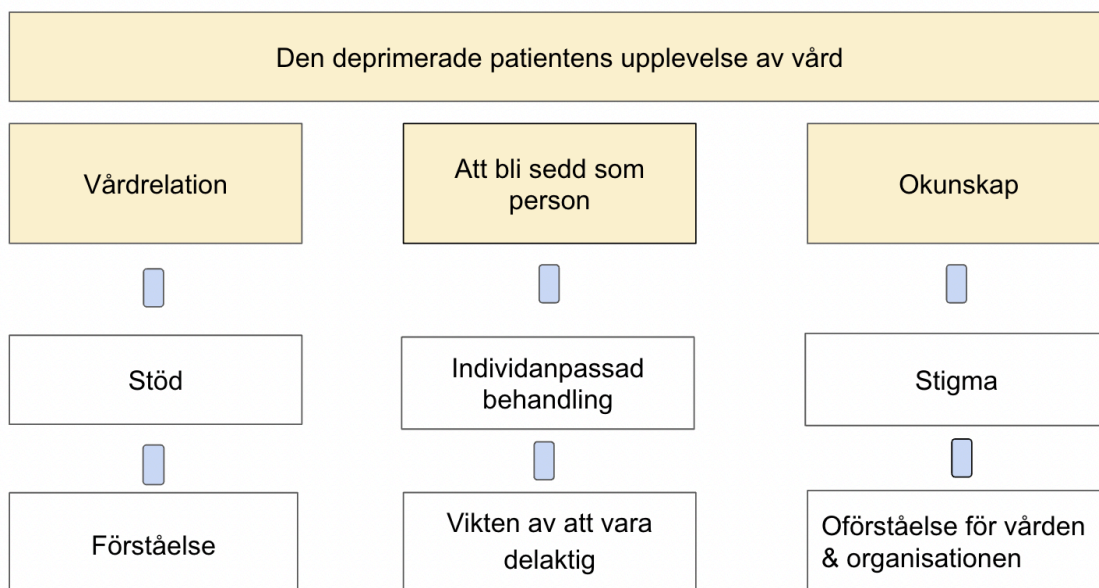 Den deprimerade patientens upplevelse av vård
Vårdrelation
Att bli sedd som
person
Okunskap
Stöd
Individanpassad
behandling
Stigma
Förståelse
Vikten av att vara
delaktig
Oförståelse för vården
& organisationen